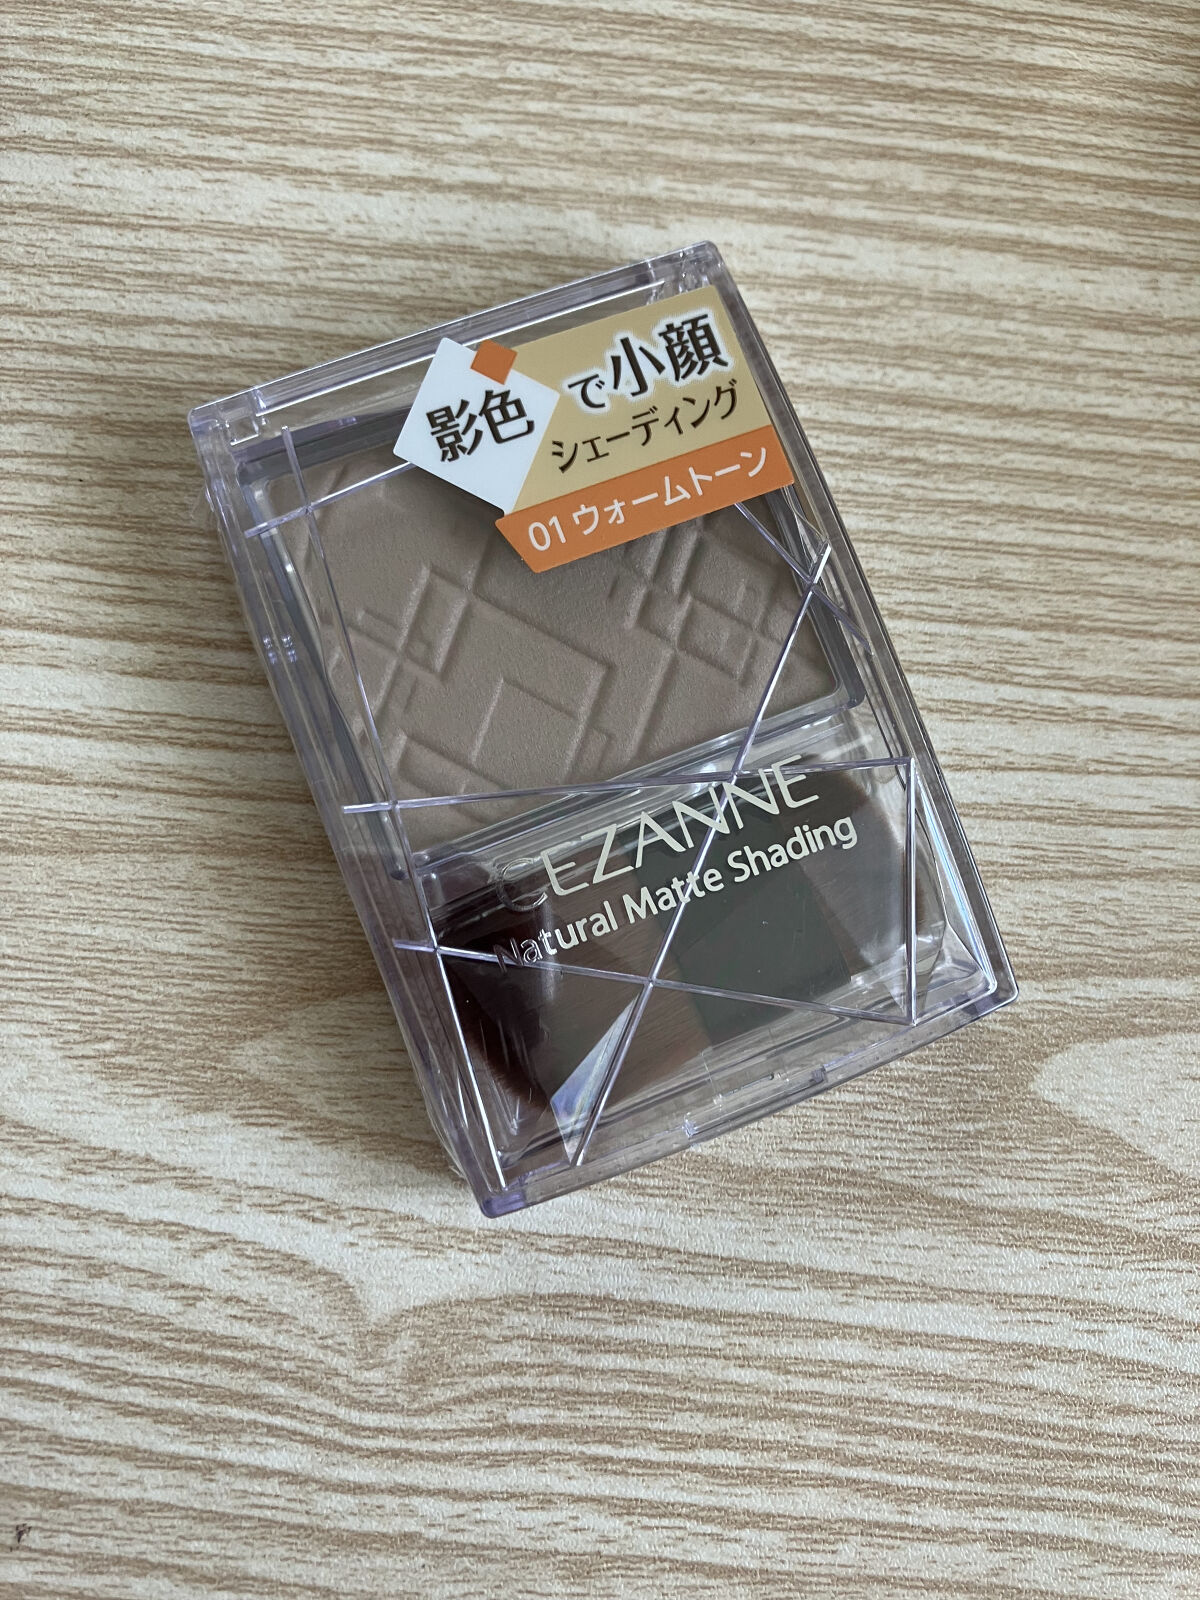 影色で小顔
シェーディング
01 ウォームトーン
CEZANNE
Natural Matte Shading